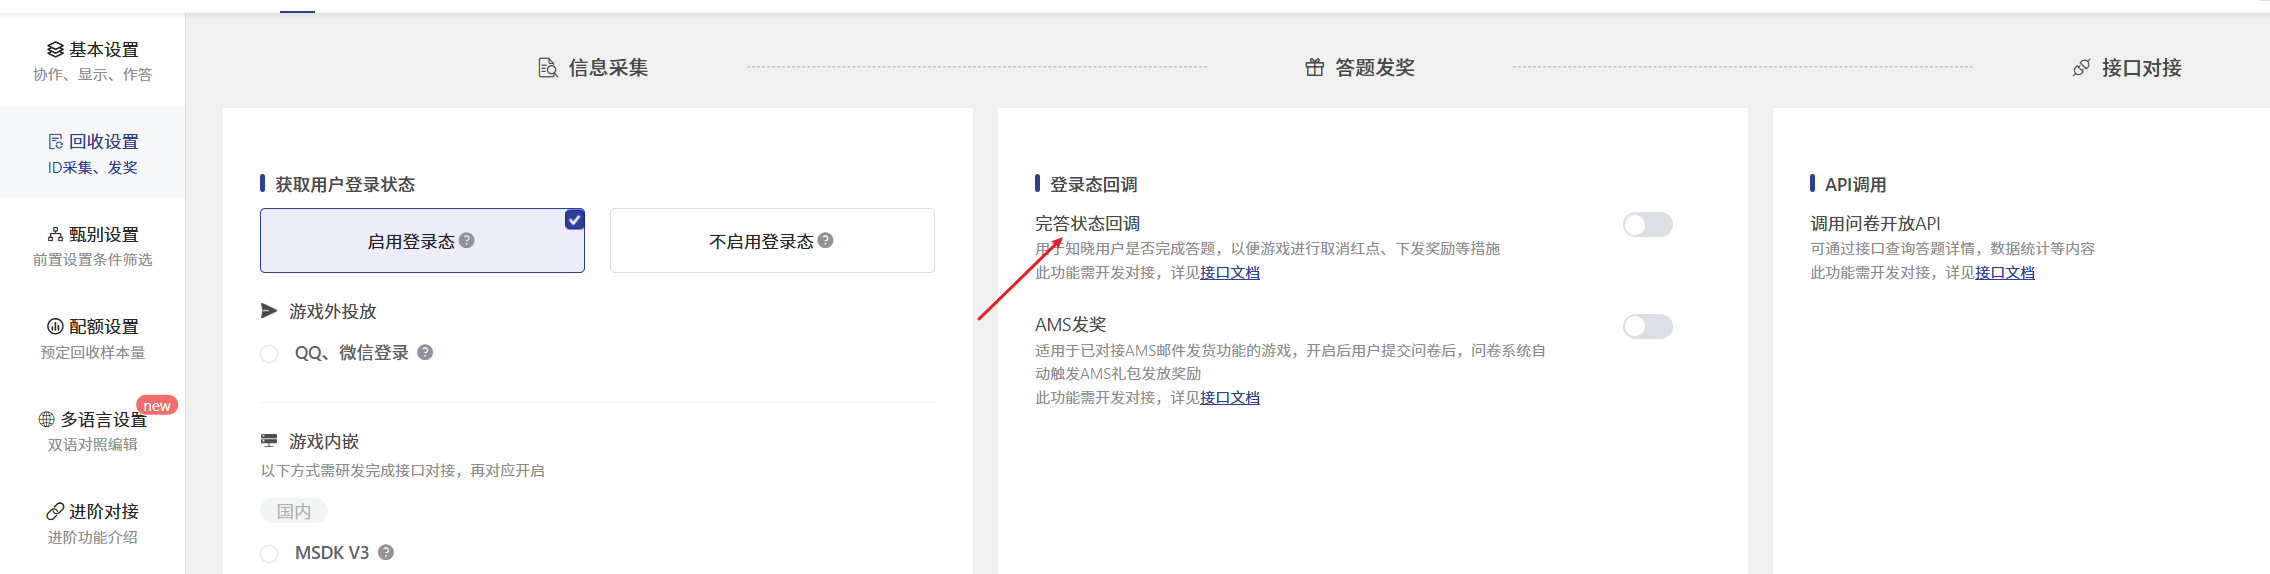 基本设置
协作、显示、作答
回收设置
ID采集、发奖
甄别设置
前置设置条件筛选
配额设置
预定回收样本量
多语言设置
new
双语对照编辑
进阶对接
进阶功能介绍
信息采集
答题发奖
接口对接
获取用户登录状态
启用登录态 ?
不启用登录态 ?
游戏外投放
QQ、微信登录 ?
游戏内嵌
以下方式需研发完成接口对接，再对应开启
国内
MSDK V3 ?
登录态回调
完答状态回调
用于知晓用户是否完成答题，以便游戏进行取消红点、下发奖励等措施
此功能需开发对接，详见接口文档
AMS发奖
适用于已对接AMS邮件发货功能的游戏，开启后用户提交问卷后，问卷系统自
动触发AMS礼包发放奖励
此功能需开发对接，详见接口文档
API调用
调用问卷开放API
可通过接口查询答题详情，数据统计等内容
此功能需开发对接，详见接口文档